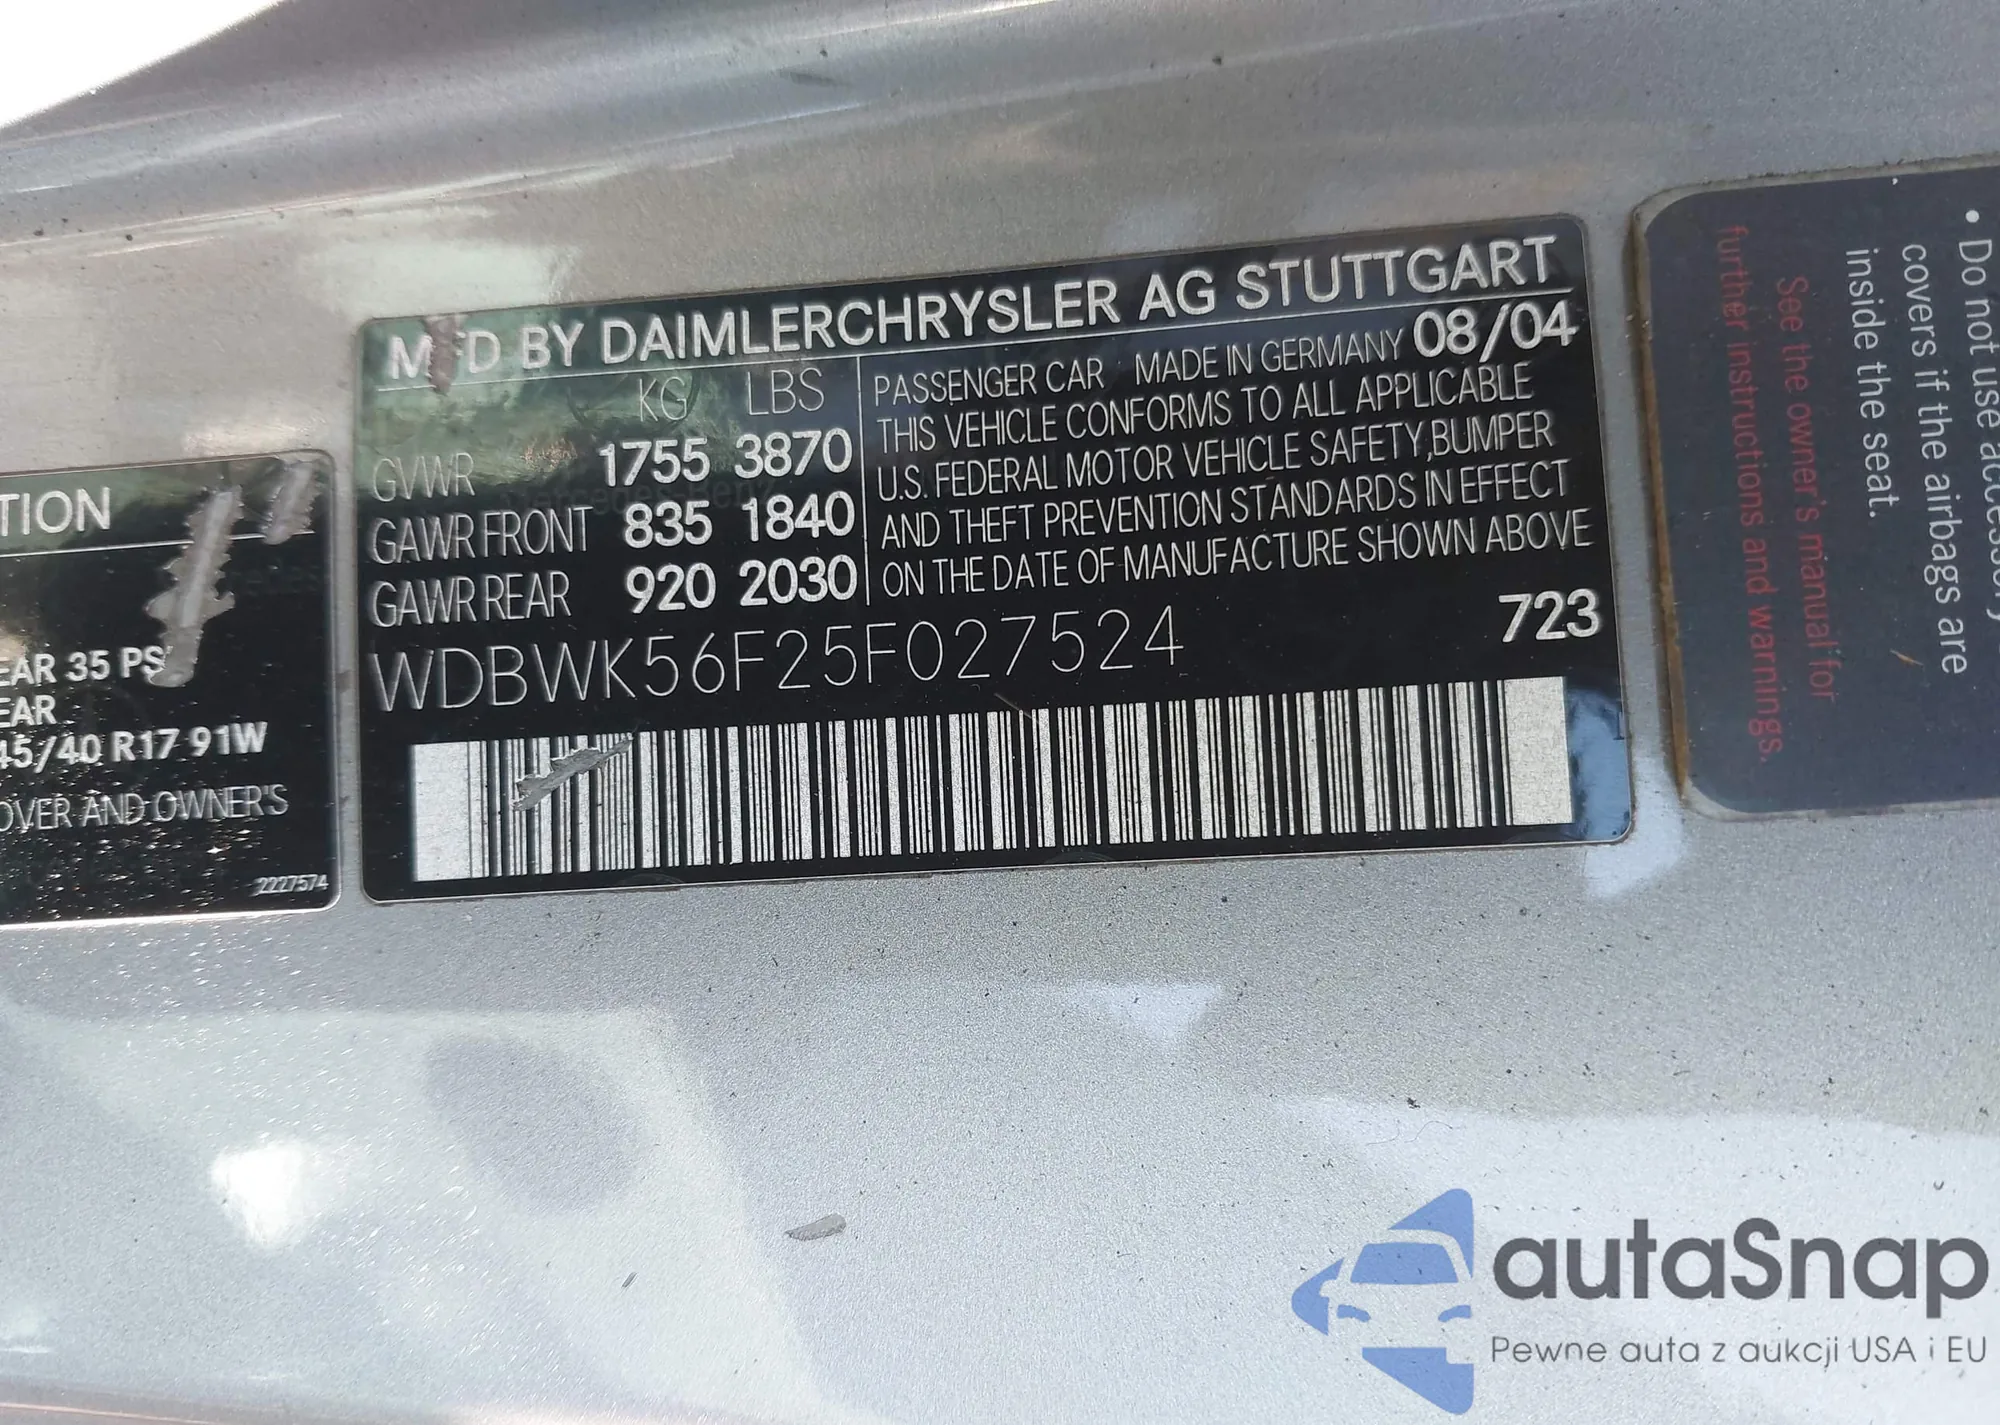 MFD BY DAIMLERCHRYSLER AG STUTTGART
KG LBS
GVWR 1755 3870
GAWR FRONT 835 1840
GAWR REAR 920 2030
PASSENGER CAR MADE IN GERMANY 08/04
THIS VEHICLE CONFORMS TO ALL APPLICABLE
U.S. FEDERAL MOTOR VEHICLE SAFETY, BUMPER
AND THEFT PREVENTION STANDARDS IN EFFECT
ON THE DATE OF MANUFACTURE SHOWN ABOVE
WDBWK56F25F027524 723
TION
EAR 35 PSI
EAR
45/40 R17 91W
OVER AND OWNER'S
2227574
• Do not use accessory
covers if the airbags are
inside the seat.
See the owner's manual for
further instructions and warnings.
autaSnap
Pewne auta z aukcji USA i EU